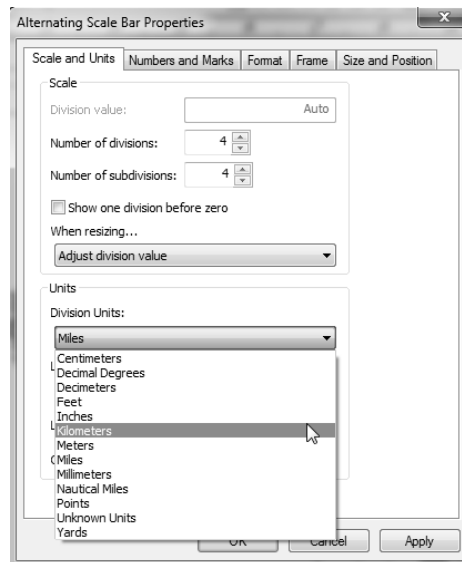 Alternating Scale Bar Properties
x
Scale and Units Numbers and Marks Format Frame Size and Position
Scale
Division value: Auto
Number of divisions: 4
Number of subdivisions: 4
Show one division before zero
When resizing...
Adjust division value
Units
Division Units:
Miles
Centimeters
Decimal Degrees
Decimeters
Feet
Inches
Kilometers
Meters
Miles
Millimeters
Nautical Miles
Points
Unknown Units
Yards
OK Cancel Apply